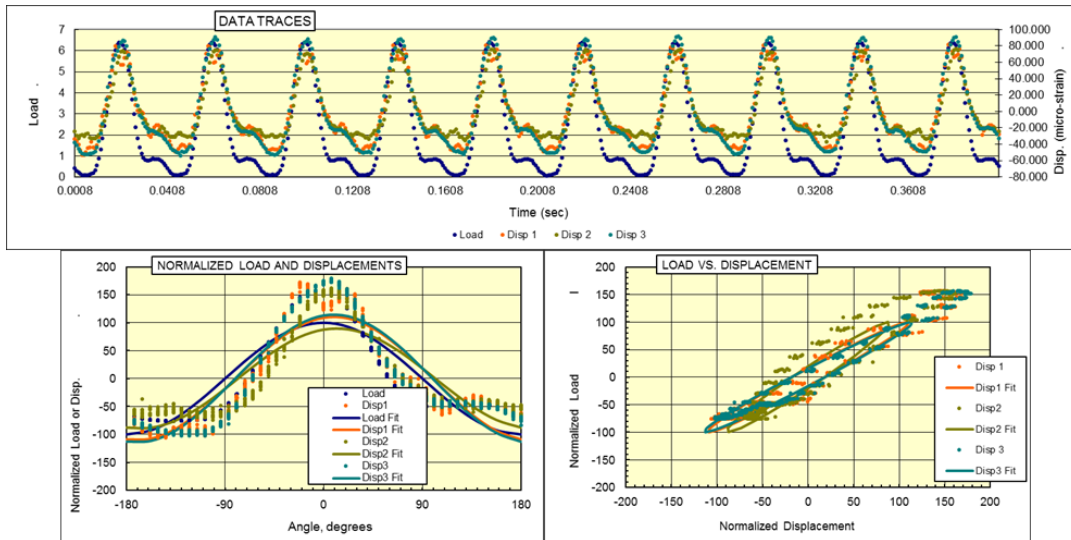 DATA TRACES
7
6
5
4
3
2
1
0
Load
100.000
80.000
60.000
40.000
20.000
0.000
-20.000
-40.000
-60.000
-80.000
Disp. (micro-strain)
0.0008 0.0408 0.0808 0.1208 0.1608 0.2008 0.2408 0.2808 0.3208 0.3608
Time (sec)
Load Disp 1 Disp 2 Disp 3
NORMALIZED LOAD AND DISPLACEMENTS
200
150
100
50
0
-50
-100
-150
-200
Normalized Load or Disp.
Load
Disp1
Load Fit
Disp1 Fit
Disp2
Disp2 Fit
Disp3
Disp3 Fit
-180 -90 0 90 180
Angle, degrees
LOAD VS. DISPLACEMENT
200
150
100
50
0
-50
-100
-150
-200
Normalized Load
Disp 1
Disp1 Fit
Disp2
Disp2 Fit
Disp 3
Disp3 Fit
-200 -150 -100 -50 0 50 100 150 200
Normalized Displacement